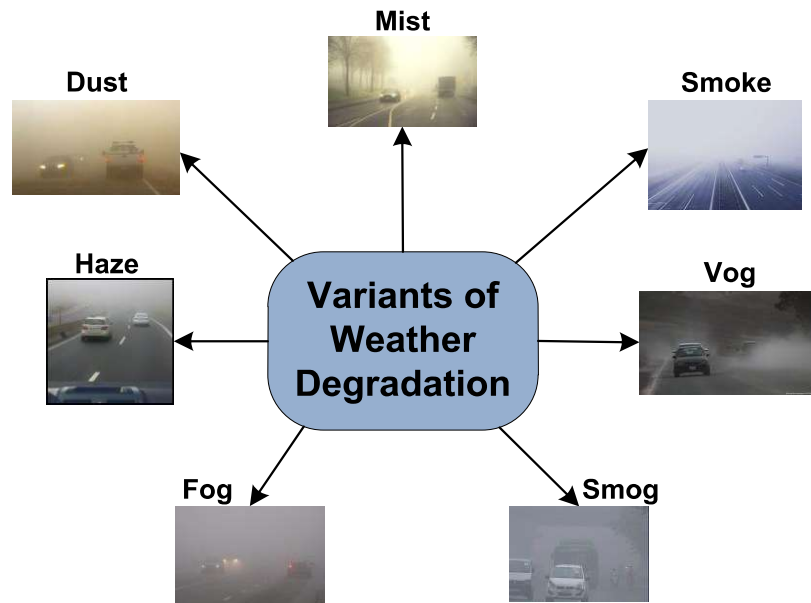 Mist
Dust
Smoke
Haze
Vog
Variants of
Weather
Degradation
Fog
Smog